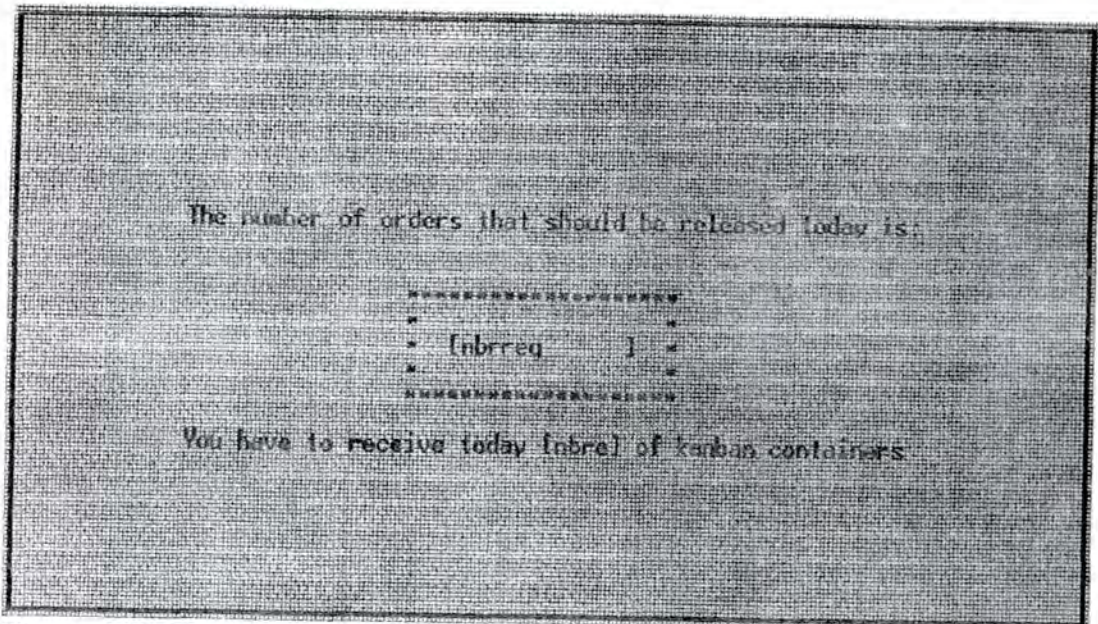 The number of orders that should be released today is:
[nbrreq ]
You have to receive today [nbre] of kanban containers